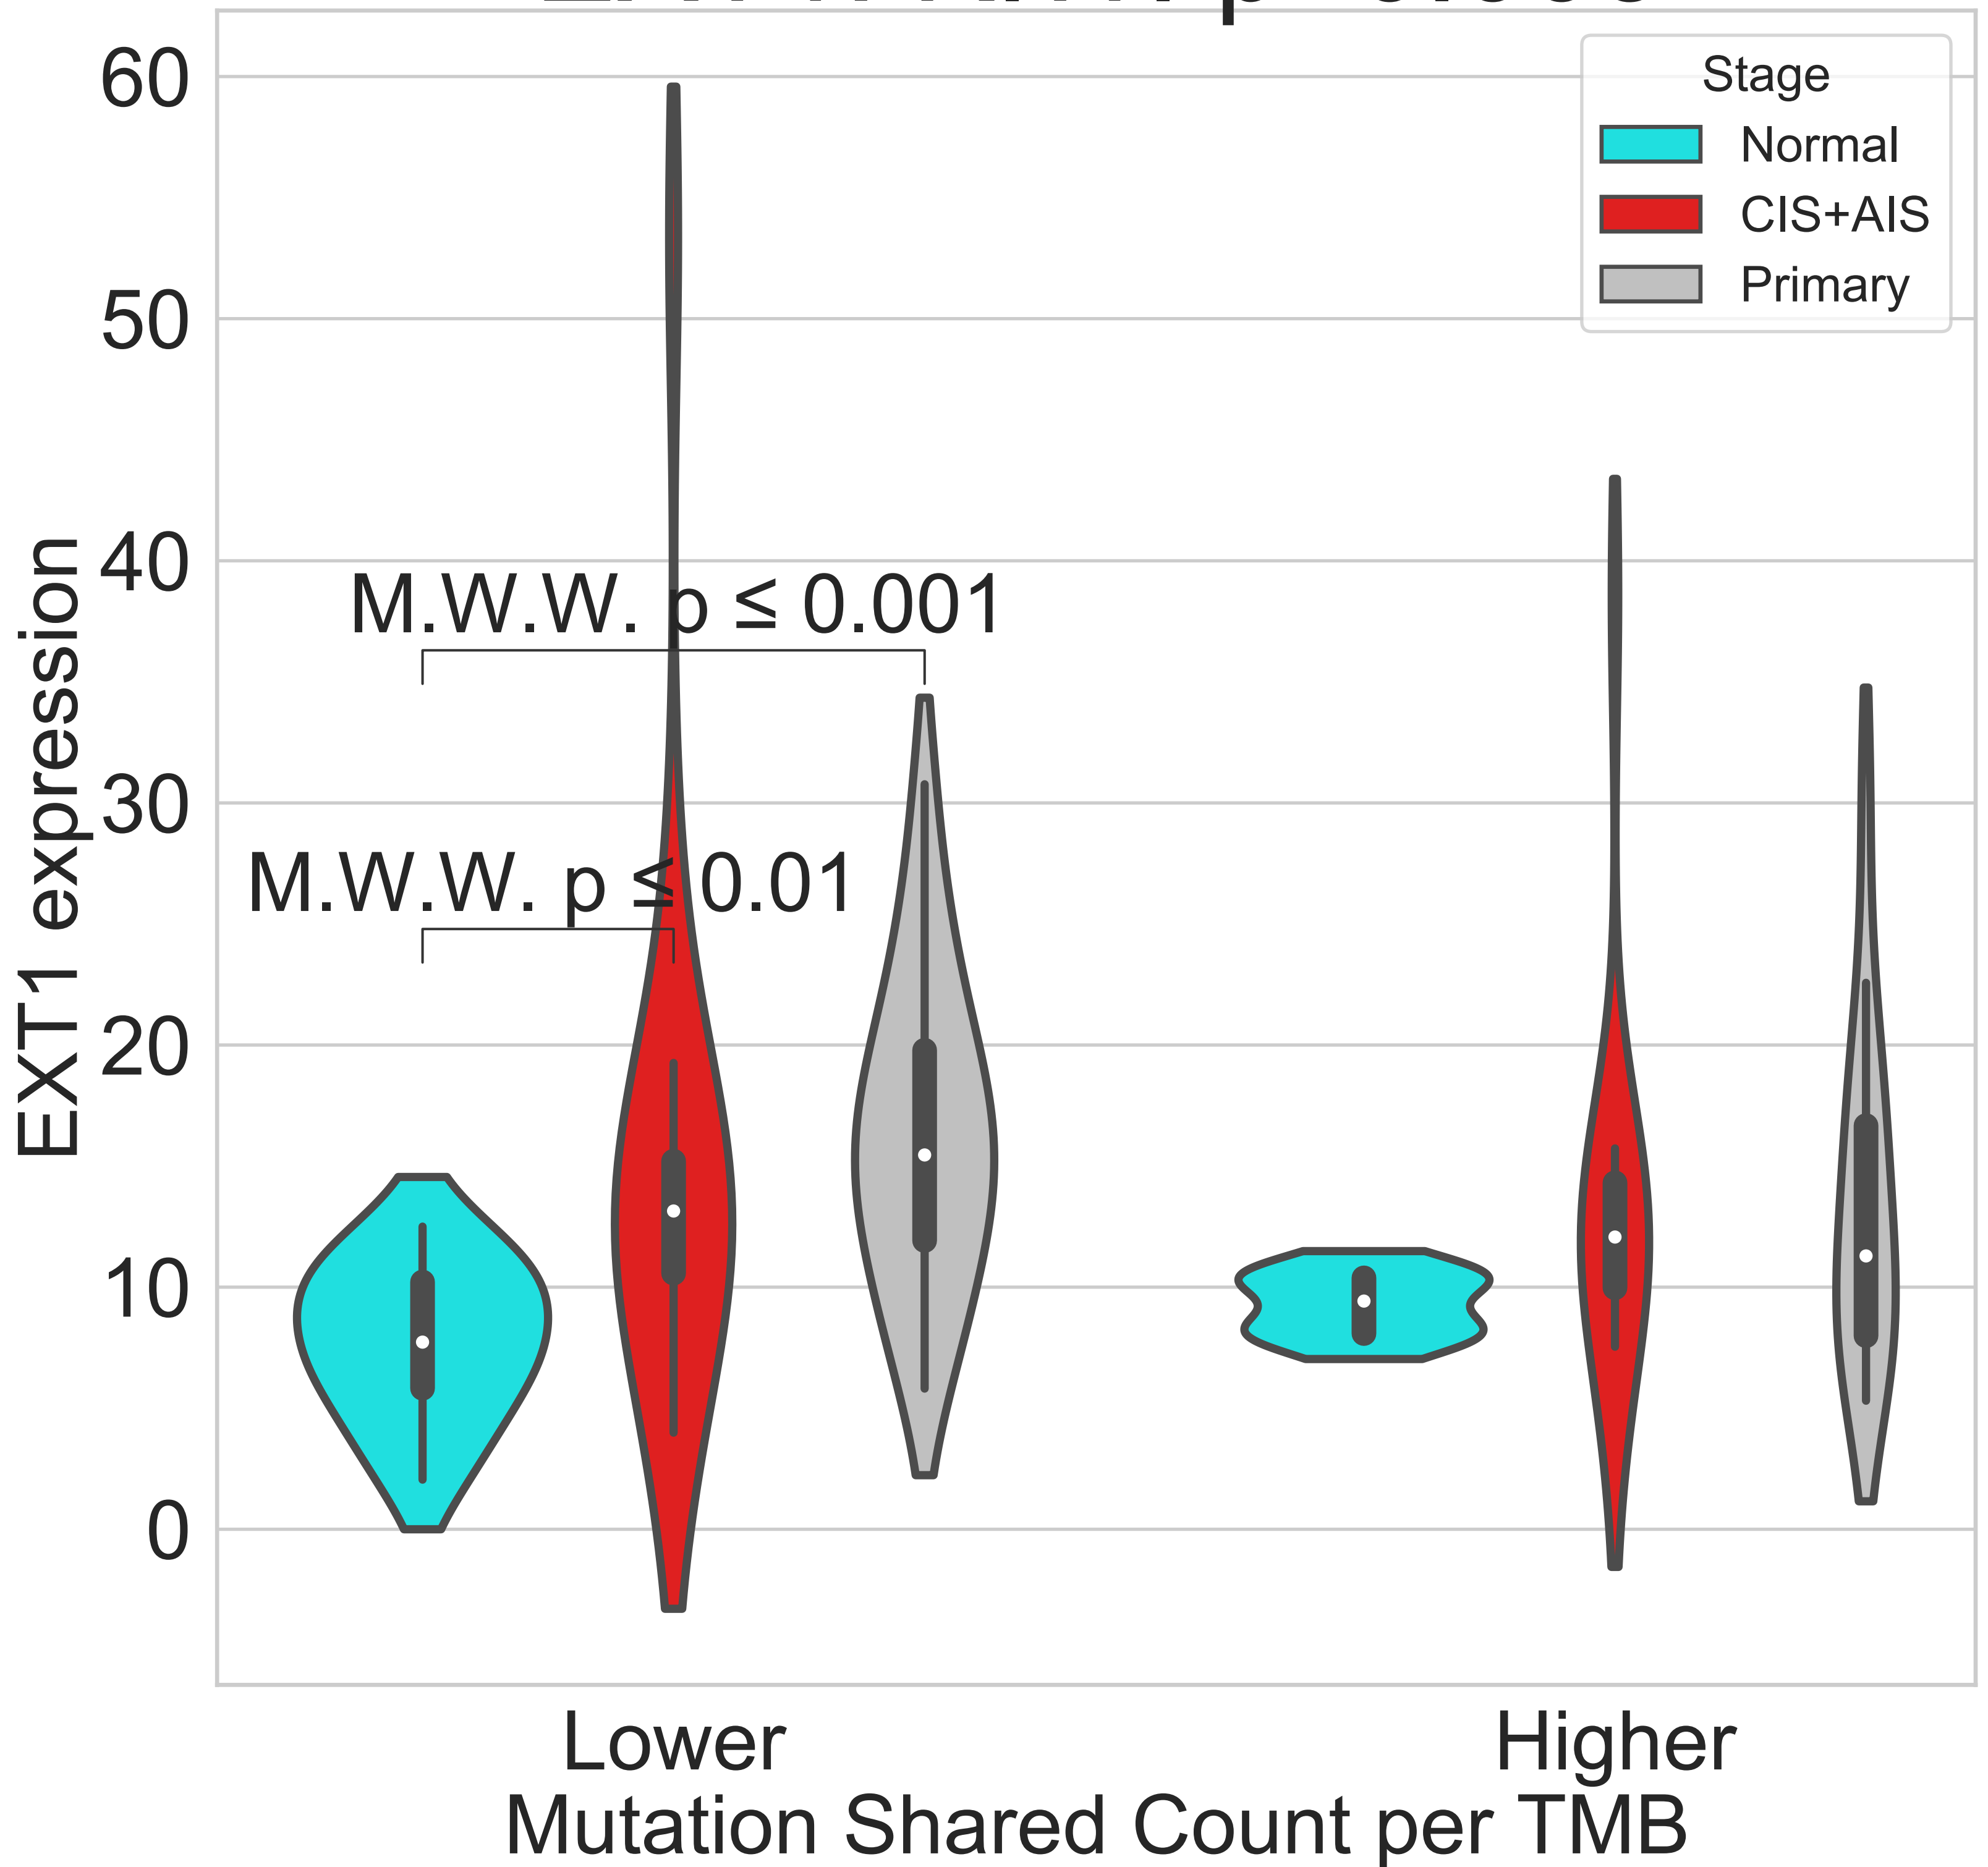 60
50
40
30
20
10
0
EXT1 expression
Stage
Normal
CIS+AIS
Primary
M.W.W. p ≤ 0.001
M.W.W. p ≤ 0.01
Lower
Higher
Mutation Shared Count per TMB